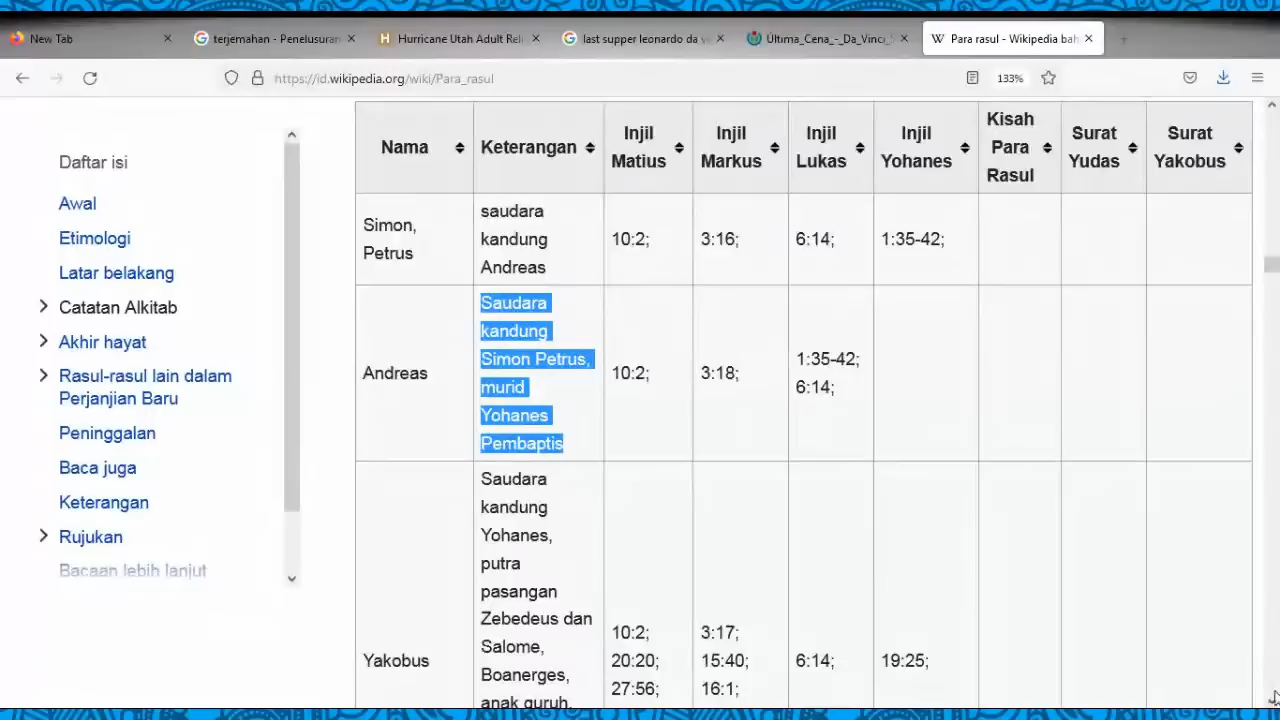 New Tab
terjemahan - Penelusuran
Hurricane Utah Adult Reli
last supper leonardo da
Última_Cena_-_Da_Vinci_
Para rasul - Wikipedia bah
https://id.wikipedia.org/wiki/Para_rasul
133%
Daftar isi
Awal
Etimologi
Latar belakang
Catatan Alkitab
Akhir hayat
Rasul-rasul lain dalam
Perjanjian Baru
Peninggalan
Baca juga
Keterangan
Rujukan
Bacaan lebih lanjut
Nama
Keterangan
Injil
Matius
Injil
Markus
Injil
Lukas
Injil
Yohanes
Kisah
Para
Rasul
Surat
Yudas
Surat
Yakobus
Simon,
Petrus
saudara
kandung
Andreas
10:2;
3:16;
6:14;
1:35-42;
Andreas
Saudara
kandung
Simon Petrus,
murid
Yohanes
Pembaptis
10:2;
3:18;
1:35-42;
6:14;
Yakobus
Saudara
kandung
Yohanes,
putra
pasangan
Zebedeus dan
Salome,
Boanerges,
anak guruh,
10:2;
20:20;
27:56;
3:17;
15:40;
16:1;
6:14;
19:25;